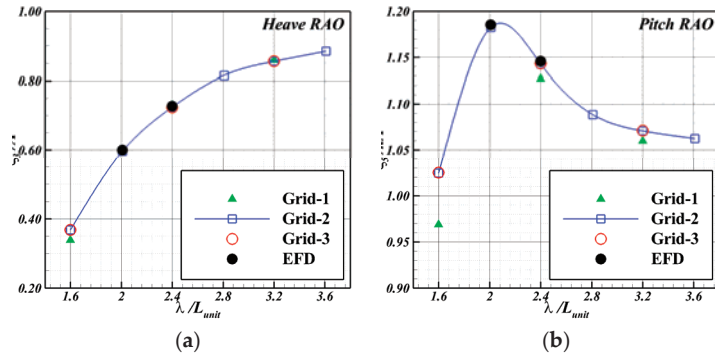 1.00
Heave RAO
0.80
0.60
0.40
0.20
Grid-1
Grid-2
Grid-3
EFD
1.6
2
2.4
2.8
3.2
3.6
λ /Lunit
(a)
1.20
Pitch RAO
1.15
1.10
1.05
1.00
0.95
0.90
Grid-1
Grid-2
Grid-3
EFD
1.6
2
2.4
2.8
3.2
3.6
λ /Lunit
(b)